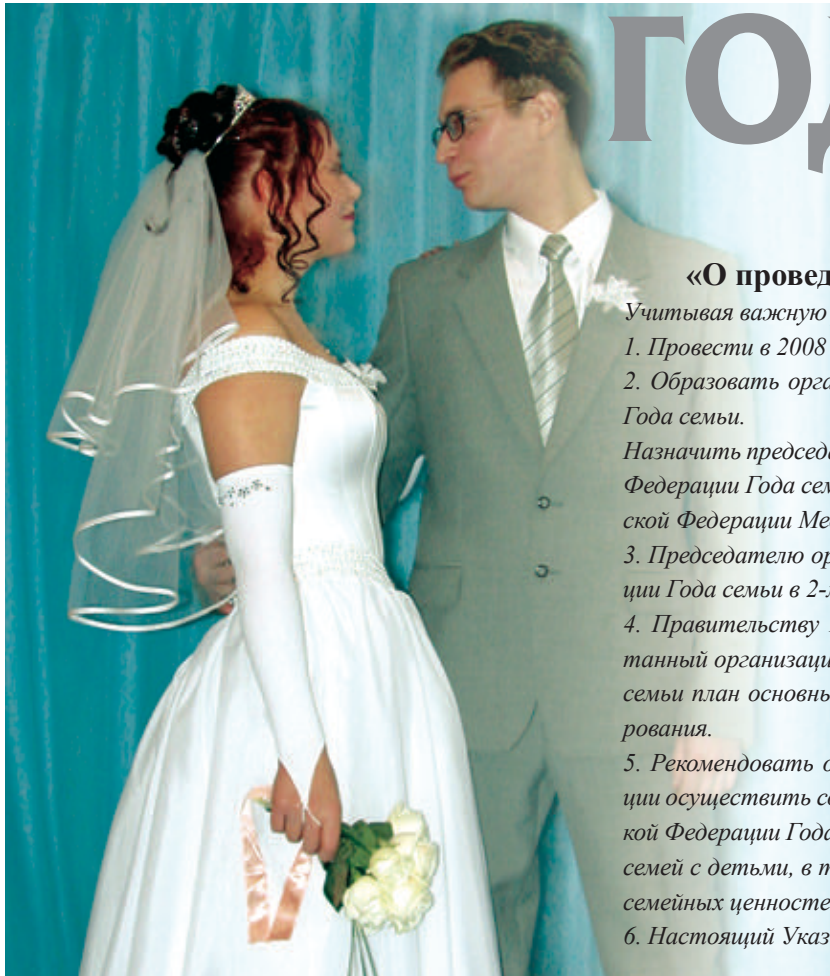 ГОД
«О провед
Учитывая важную
1. Провести в 2008
2. Образовать орга
Года семьи.
Назначить председа
Федерации Года сем
ской Федерации Ме
3. Председателю ор
ции Года семьи в 2-
4. Правительству
танный организаци
семьи план основны
рования.
5. Рекомендовать о
ции осуществить со
кой Федерации Года
семей с детьми, в т
семейных ценносте
6. Настоящий Указ